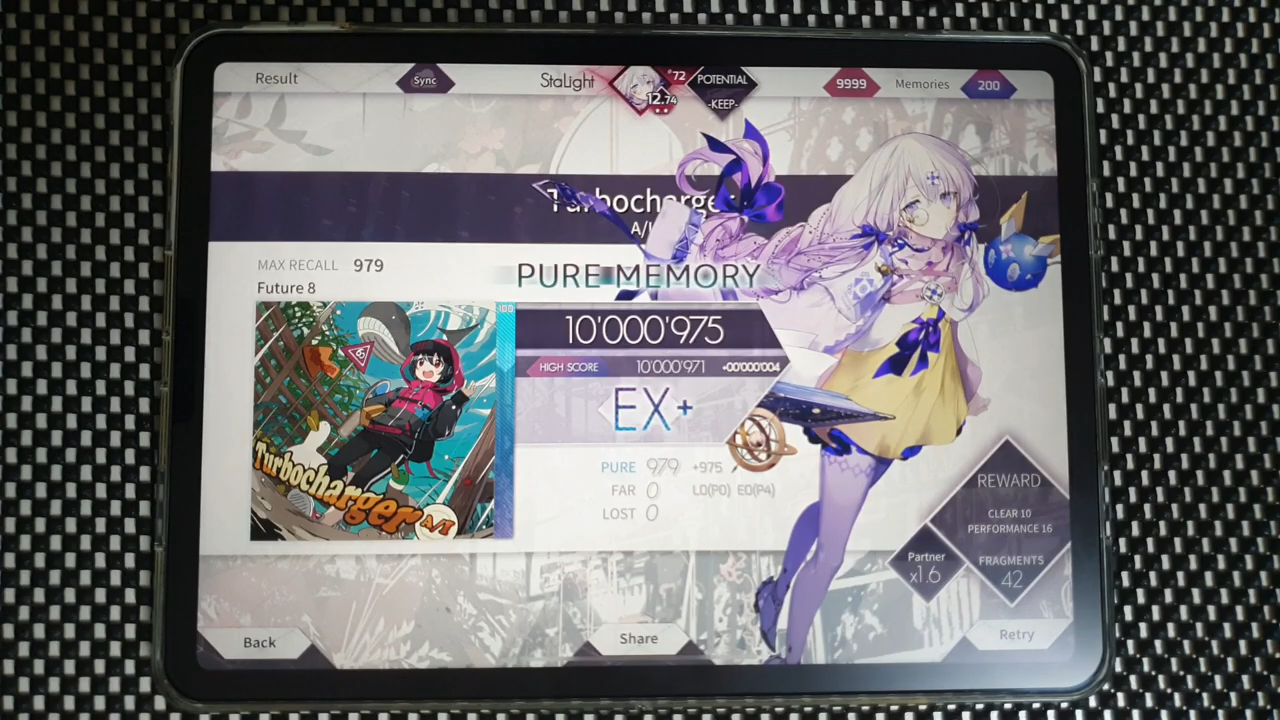 Result
Sync
StaLight
*72
12.74
POTENTIAL
-KEEP-
9999
Memories
200
Turbocharger
A/I
MAX RECALL 979
PURE MEMORY
Future 8
100
10'000'975
HIGH SCORE 10'000'971 +00'000'004
EX+
PURE 979 +975
FAR 0 L0(P0) E0(P4)
LOST 0
Turbocharger
A/I
REWARD
CLEAR 10
PERFORMANCE 16
Partner
x1.6
FRAGMENTS
42
Back
Share
Retry